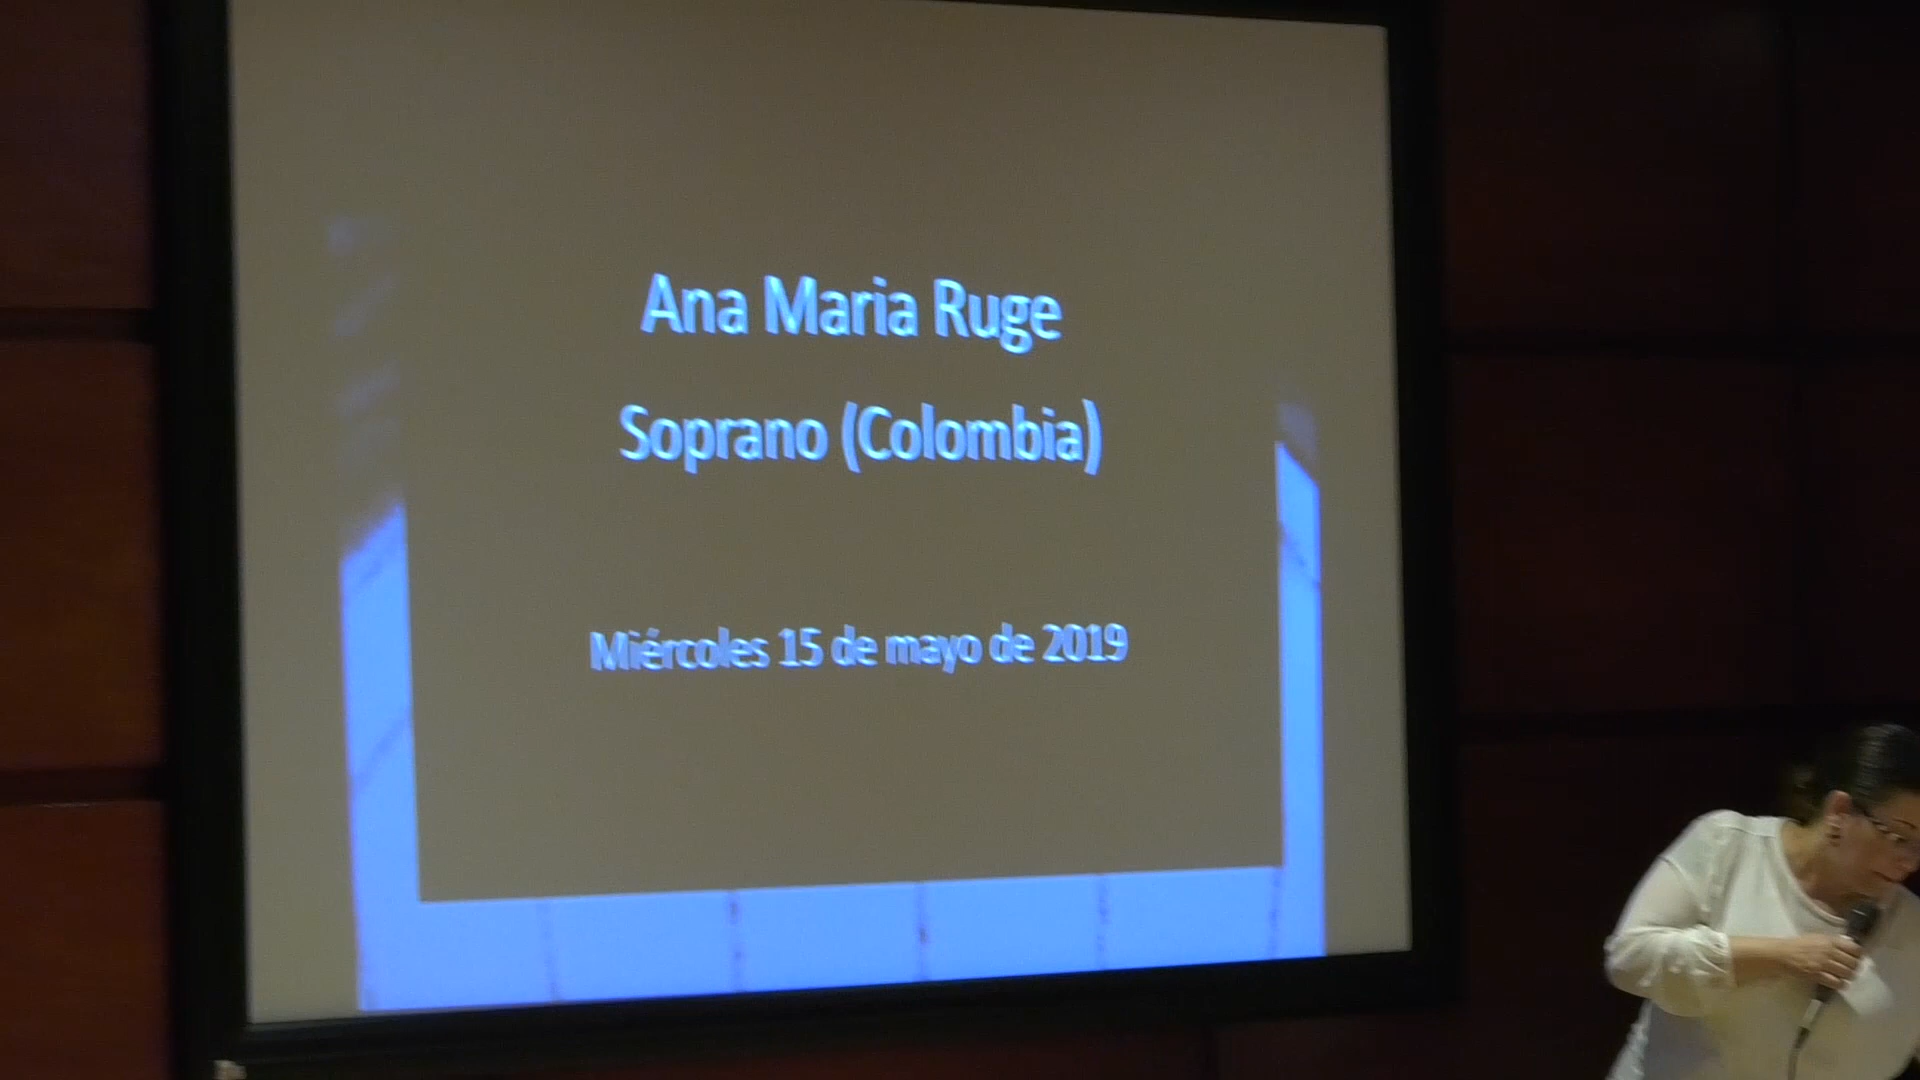 Ana Maria Ruge
Soprano (Colombia)
Miércoles 15 de mayo de 2019